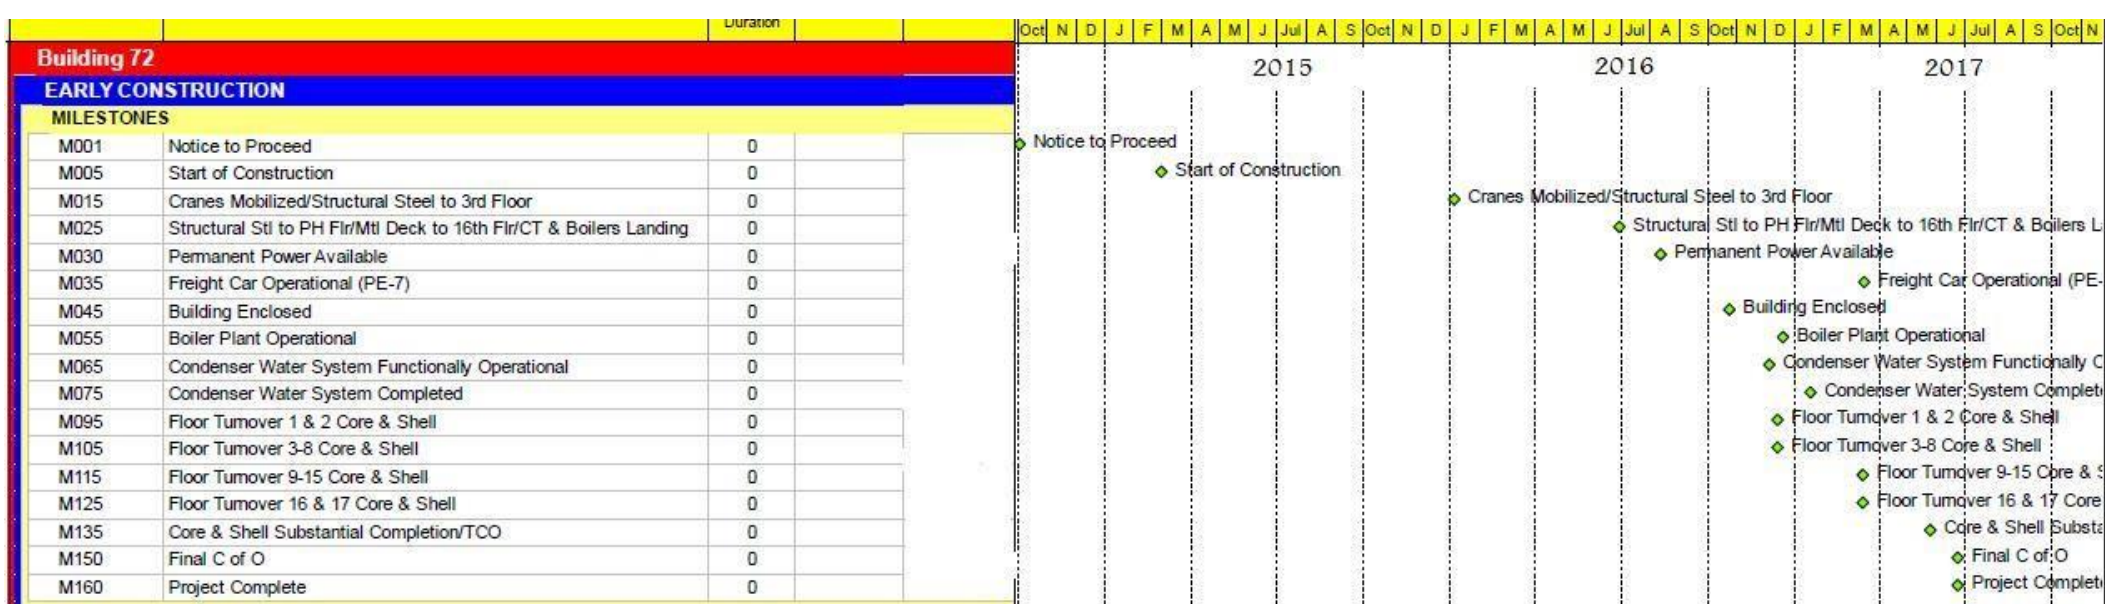 Duration
Oct N D J F M A M J Jul A S Oct N D J F M A M J Jul A S Oct N D J F M A M J Jul A S Oct N
Building 72
2015 2016 2017
EARLY CONSTRUCTION
MILESTONES
M001 Notice to Proceed 0 Notice to Proceed
M005 Start of Construction 0 Start of Construction
M015 Cranes Mobilized/Structural Steel to 3rd Floor 0 Cranes Mobilized/Structural Steel to 3rd Floor
M025 Structural Stl to PH Flr/Mtl Deck to 16th Flr/CT & Boilers Landing 0 Structural Stl to PH Flr/Mtl Deck to 16th Flr/CT & Boilers L
M030 Permanent Power Available 0 Permanent Power Available
M035 Freight Car Operational (PE-7) 0 Freight Car Operational (PE-
M045 Building Enclosed 0 Building Enclosed
M055 Boiler Plant Operational 0 Boiler Plant Operational
M065 Condenser Water System Functionally Operational 0 Condenser Water System Functionally O
M075 Condenser Water System Completed 0 Condenser Water System Complet
M095 Floor Turnover 1 & 2 Core & Shell 0 Floor Turnover 1 & 2 Core & Shell
M105 Floor Turnover 3-8 Core & Shell 0 Floor Turnover 3-8 Core & Shell
M115 Floor Turnover 9-15 Core & Shell 0 Floor Turnover 9-15 Core & S
M125 Floor Turnover 16 & 17 Core & Shell 0 Floor Turnover 16 & 17 Core
M135 Core & Shell Substantial Completion/TCO 0 Core & Shell Substa
M150 Final C of O 0 Final C of O
M160 Project Complete 0 Project Complet